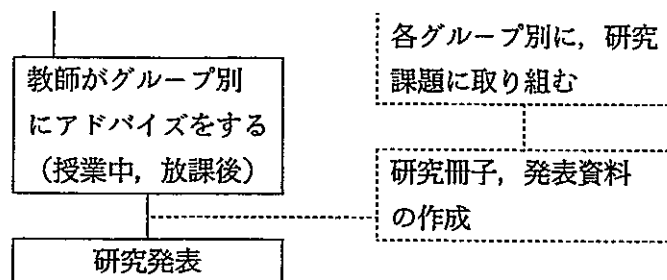 各グループ別に，研究
課題に取り組む
教師がグループ別
にアドバイズをする
（授業中，放課後）
研究冊子，発表資料
の作成
研究発表